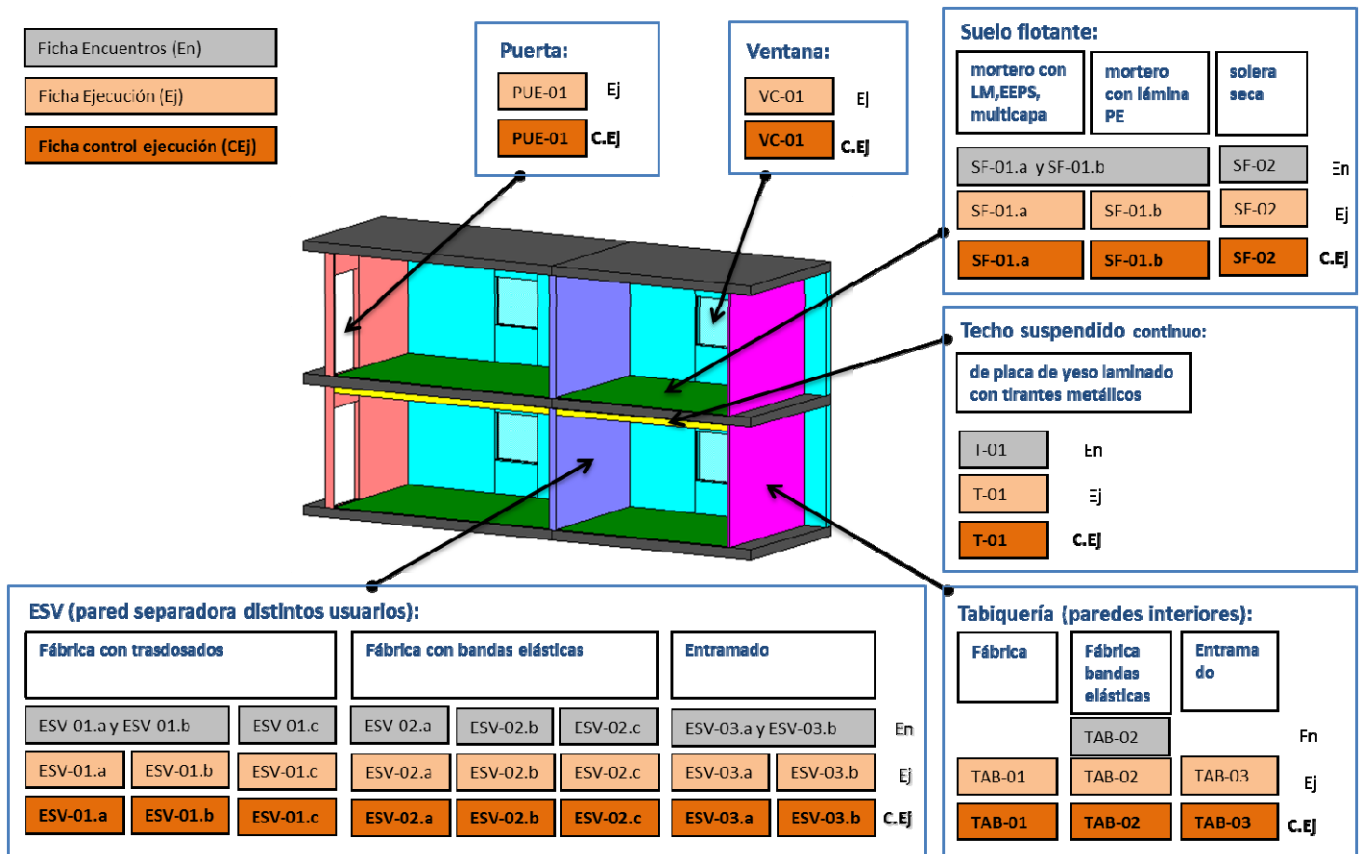 Ficha Encuentros (En)
Ficha Ejecución (Ej)
Ficha control ejecución (CEj)
Puerta:
PUE-01 Ej
PUE-01 C.Ej
Ventana:
VC-01 Ej
VC-01 C.Ej
Suelo flotante:
mortero con LM,EEPS, multicapa
mortero con lámina PE
solera seca
SF-01.a y SF-01.b SF-02 En
SF-01.a SF-01.b SF-02 Ej
SF-01.a SF-01.b SF-02 C.Ej
Techo suspendido continuo:
de placa de yeso laminado
con tirantes metálicos
T-01 En
T-01 Ej
T-01 C.Ej
ESV (pared separadora distintos usuarios):
Fábrica con trasdosados Fábrica con bandas elásticas Entramado
ESV 01.a y ESV 01.b ESV 01.c ESV 02.a ESV-02.b ESV-02.c ESV-03.a y ESV-03.b En
ESV-01.a ESV-01.b ESV-01.c ESV-02.a ESV-02.b ESV-02.c ESV-03.a ESV-03.b Ej
ESV-01.a ESV-01.b ESV-01.c ESV-02.a ESV-02.b ESV-02.c ESV-03.a ESV-03.b C.Ej
Tabiquería (paredes interiores):
Fábrica
Fábrica bandas elásticas
Entrama
do
TAB-02 En
TAB-01 TAB-02 TAB-03 Ej
TAB-01 TAB-02 TAB-03 C.Ej